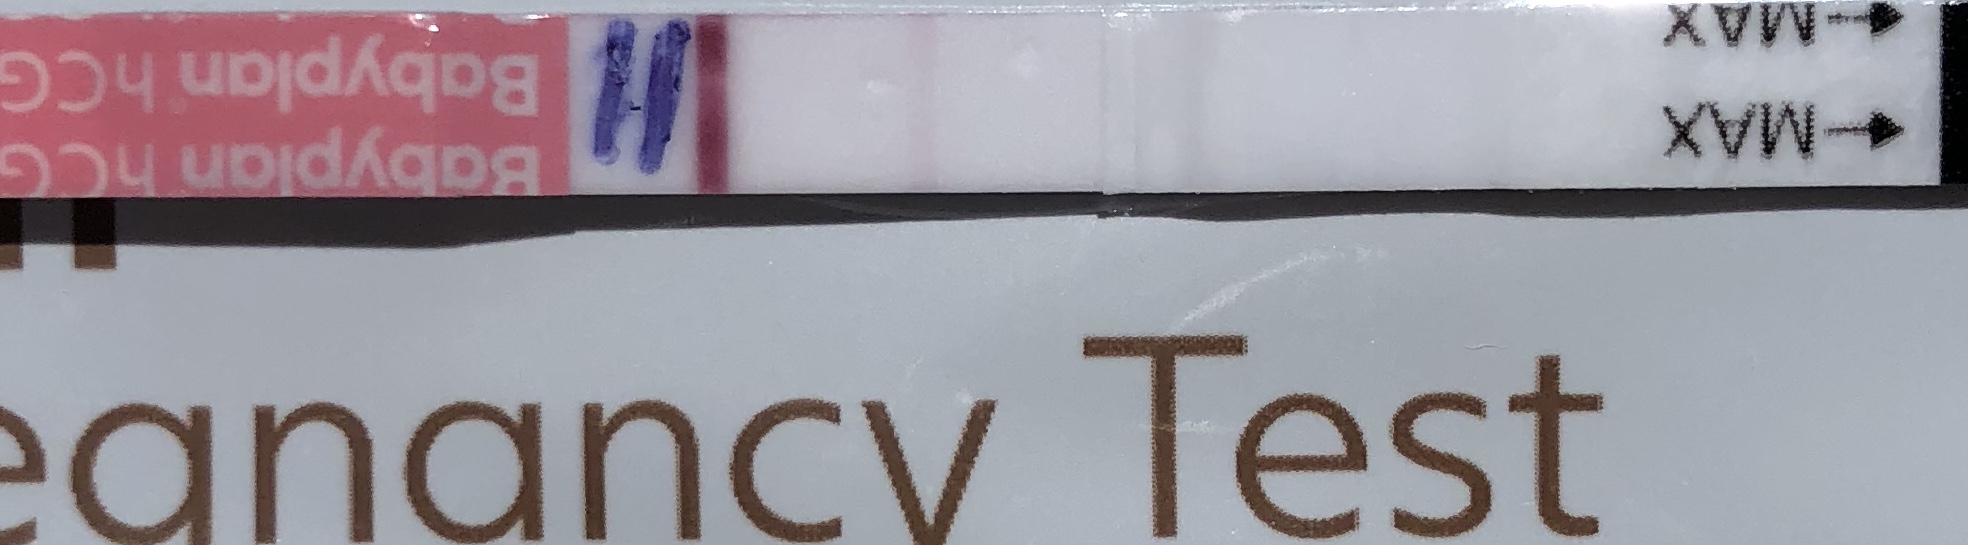 Babyplan hCG
Babyplan hCG
11
MAX
MAX
egnancy Test